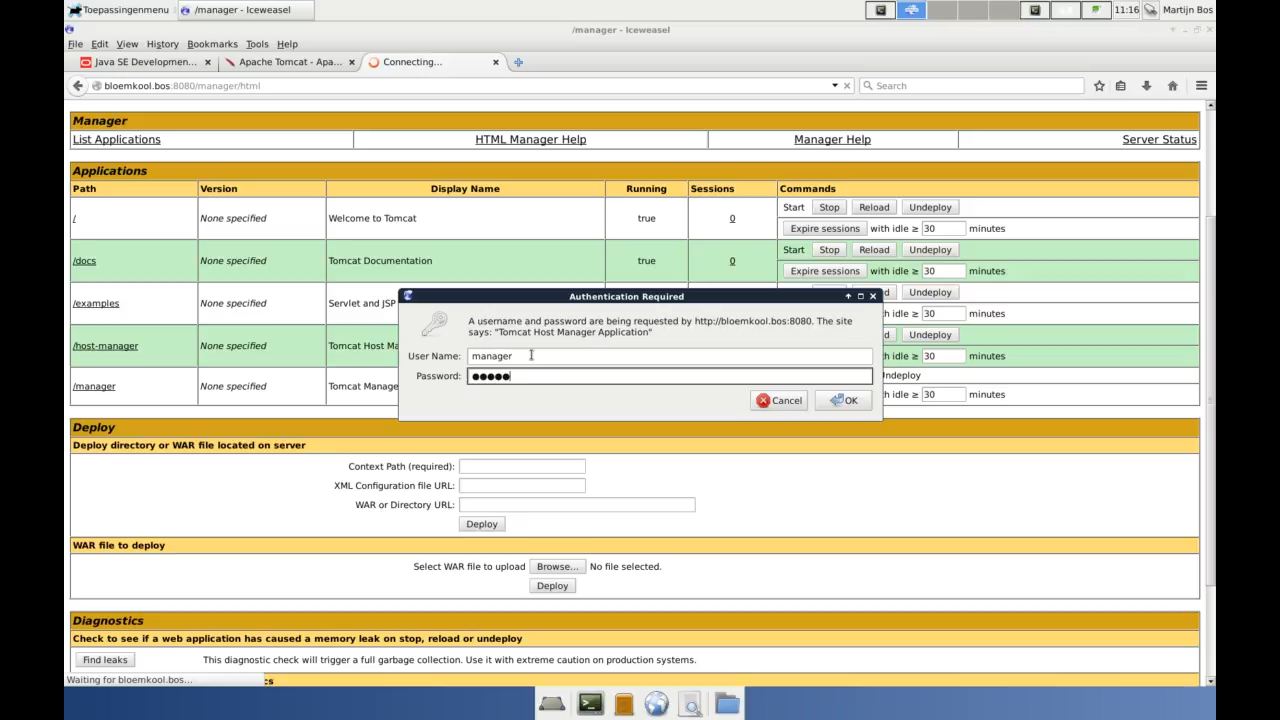 Toepassingenmenu
/manager - Iceweasel
11:16
Martijn Bos
/manager - Iceweasel
File Edit View History Bookmarks Tools Help
Java SE Developmen...
Apache Tomcat - Apa...
Connecting...
bloemkool.bos:8080/manager/html
Search
Manager
List Applications HTML Manager Help Manager Help Server Status
Applications
Path Version Display Name Running Sessions Commands
/ None specified Welcome to Tomcat true 0 Start Stop Reload Undeploy
Expire sessions with idle ≥ 30 minutes
/docs None specified Tomcat Documentation true 0 Start Stop Reload Undeploy
Expire sessions with idle ≥ 30 minutes
/examples None specified Servlet and JSP Undeploy
with idle ≥ 30 minutes
/host-manager None specified Tomcat Host Ma Undeploy
with idle ≥ 30 minutes
/manager None specified Tomcat Manage
with idle ≥ 30 minutes
Authentication Required
A username and password are being requested by http://bloemkool.bos:8080. The site
says: "Tomcat Host Manager Application"
User Name: manager
Password: ●●●●●
Cancel OK
Deploy
Deploy directory or WAR file located on server
Context Path (required):
XML Configuration file URL:
WAR or Directory URL:
Deploy
WAR file to deploy
Select WAR file to upload Browse... No file selected.
Deploy
Diagnostics
Check to see if a web application has caused a memory leak on stop, reload or undeploy
Find leaks This diagnostic check will trigger a full garbage collection. Use it with extreme caution on production systems.
Waiting for bloemkool.bos...